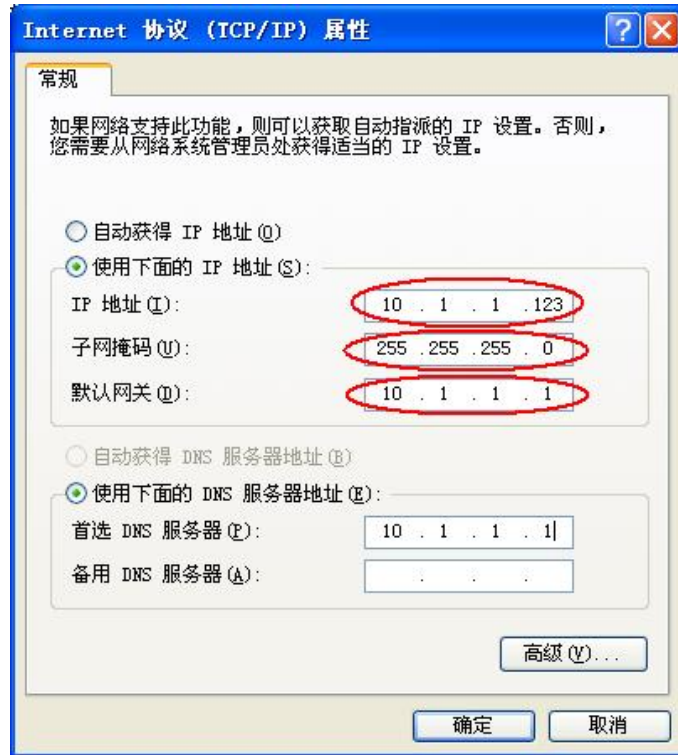 Internet 协议 (TCP/IP) 属性
常规
如果网络支持此功能，则可以获取自动指派的 IP 设置。否则，
您需要从网络系统管理员处获得适当的 IP 设置。
自动获得 IP 地址(O)
使用下面的 IP 地址(S):
IP 地址(I): 10 . 1 . 1 .123
子网掩码(U): 255 .255 .255 . 0
默认网关(D): 10 . 1 . 1 . 1
自动获得 DNS 服务器地址(B)
使用下面的 DNS 服务器地址(E):
首选 DNS 服务器(P): 10 . 1 . 1 . 1
备用 DNS 服务器(A): . . .
高级(V)...
确定 取消